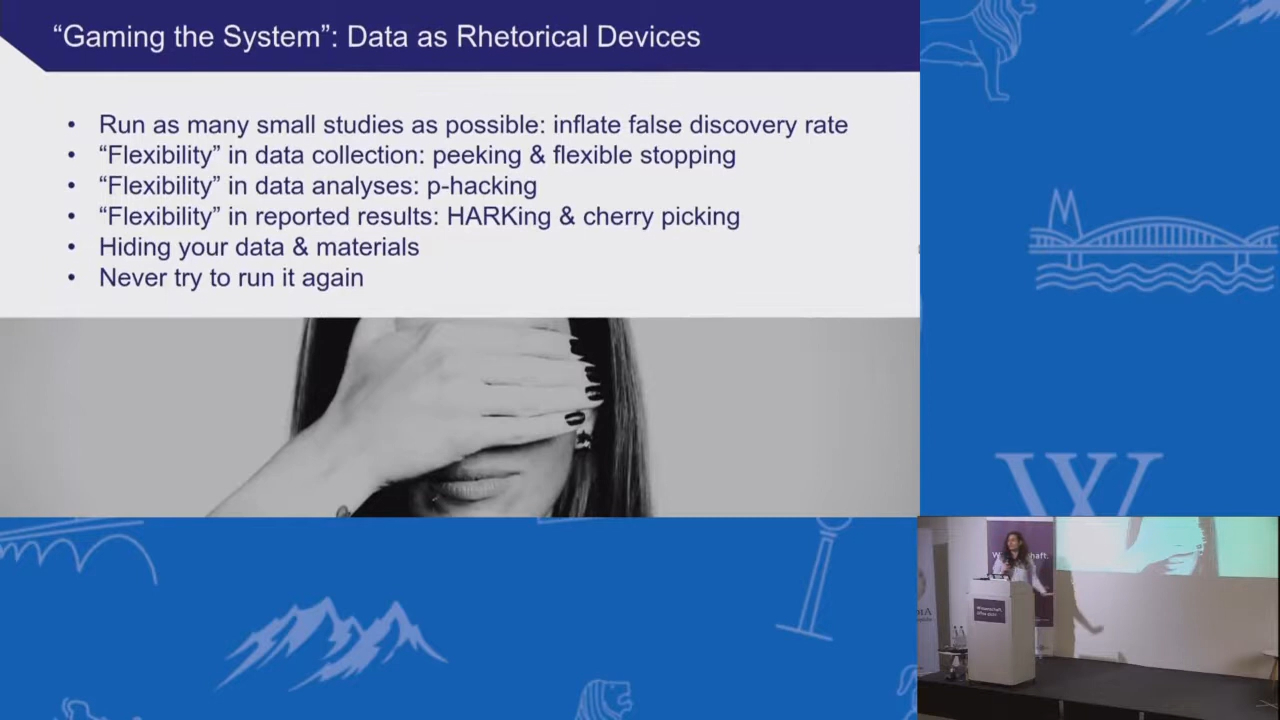 “Gaming the System”: Data as Rhetorical Devices
• Run as many small studies as possible: inflate false discovery rate
• “Flexibility” in data collection: peeking & flexible stopping
• “Flexibility” in data analyses: p-hacking
• “Flexibility” in reported results: HARKing & cherry picking
• Hiding your data & materials
• Never try to run it again
W